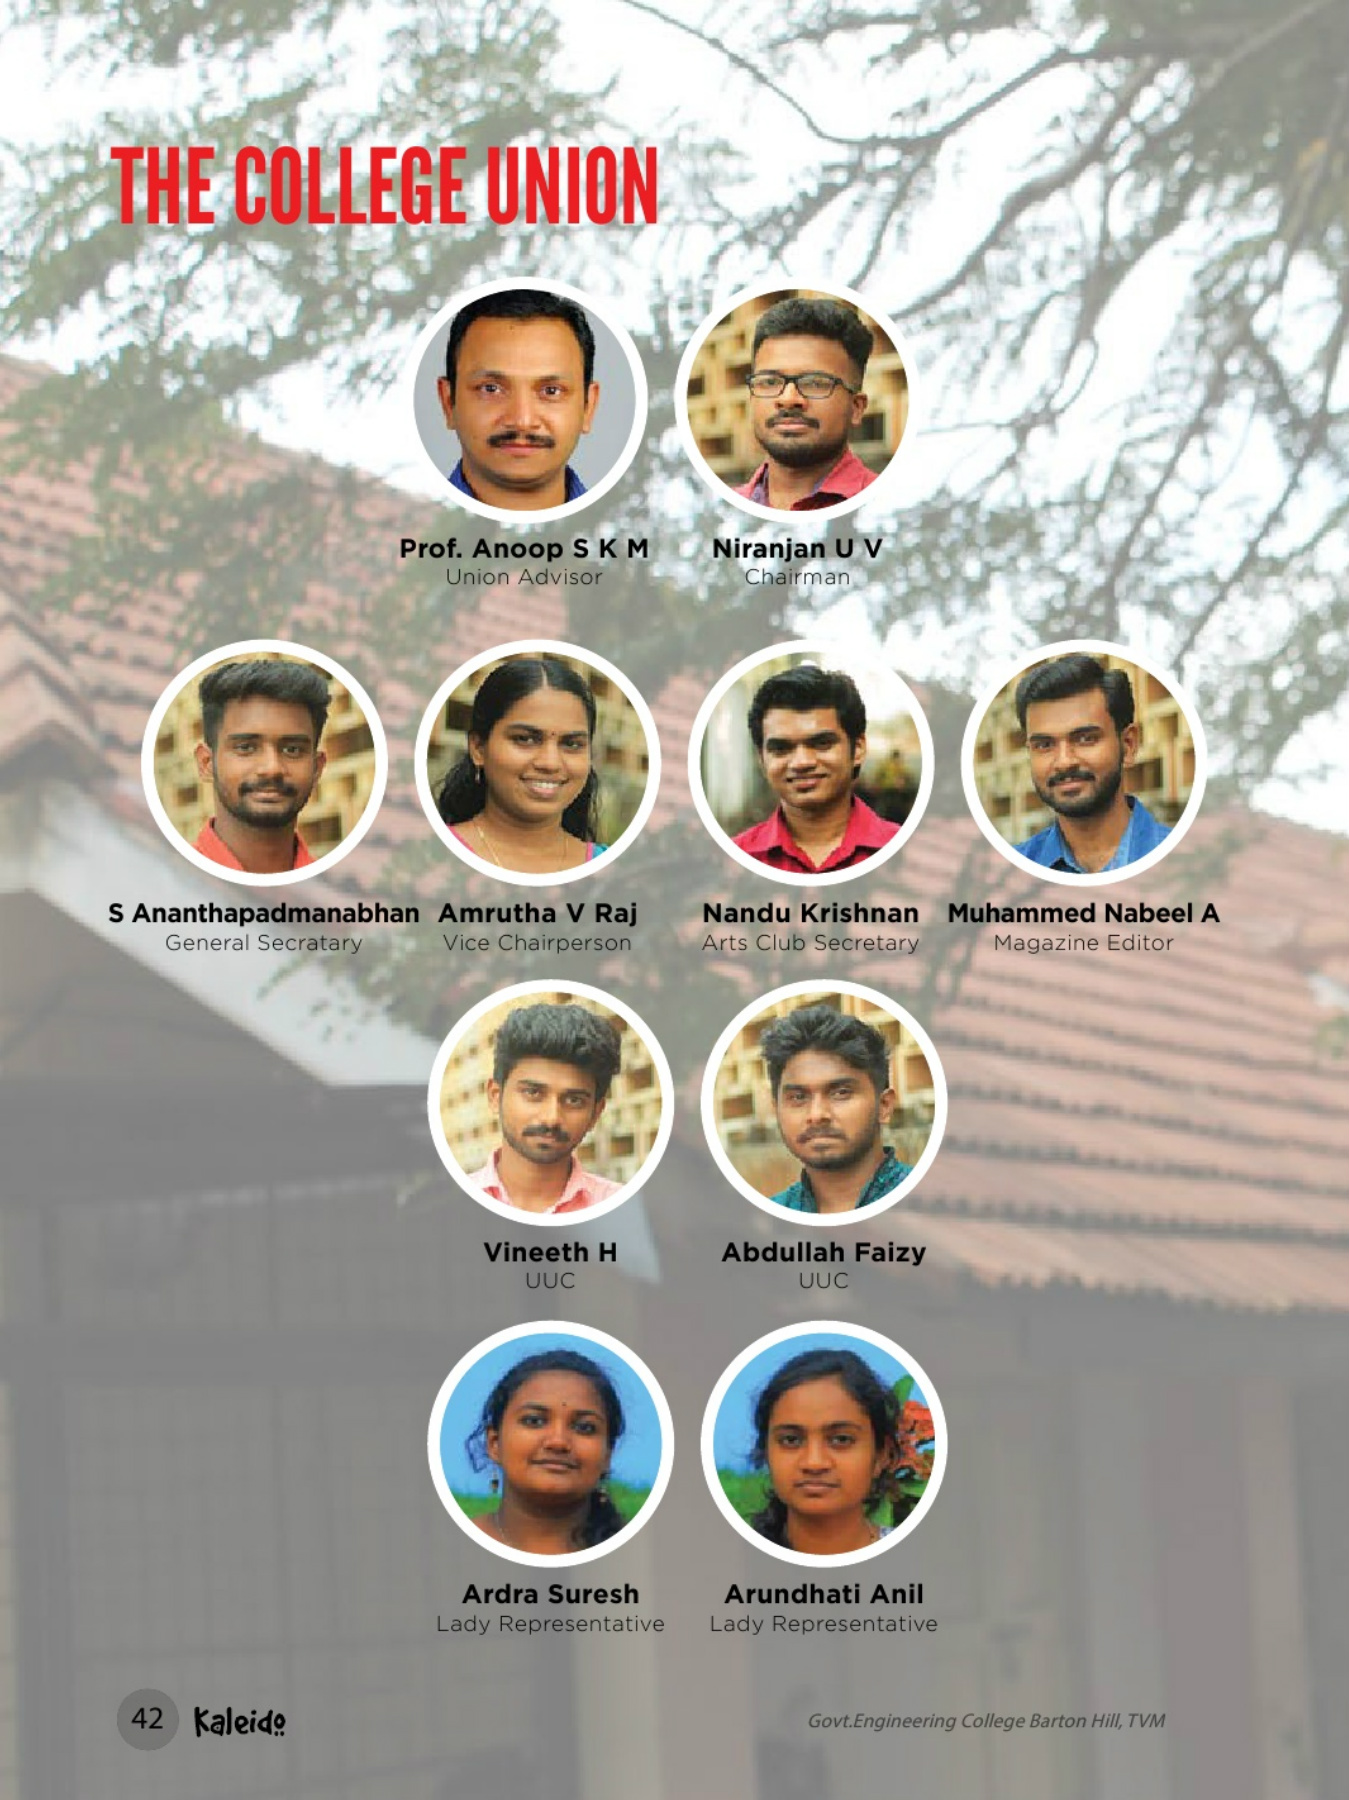 THE COLLEGE UNION
Prof. Anoop S K M
Union Advisor
Niranjan U V
Chairman
S Ananthapadmanabhan
General Secratary
Amrutha V Raj
Vice Chairperson
Nandu Krishnan
Arts Club Secretary
Muhammed Nabeel A
Magazine Editor
Vineeth H
UUC
Abdullah Faizy
UUC
Ardra Suresh
Lady Representative
Arundhati Anil
Lady Representative
42
Kaleido
Govt.Engineering College Barton Hill, TVM